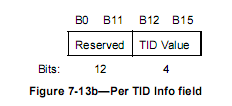 B0 B11 B12 B15
Reserved TID Value
Bits: 12 4
Figure 7-13b—Per TID Info field